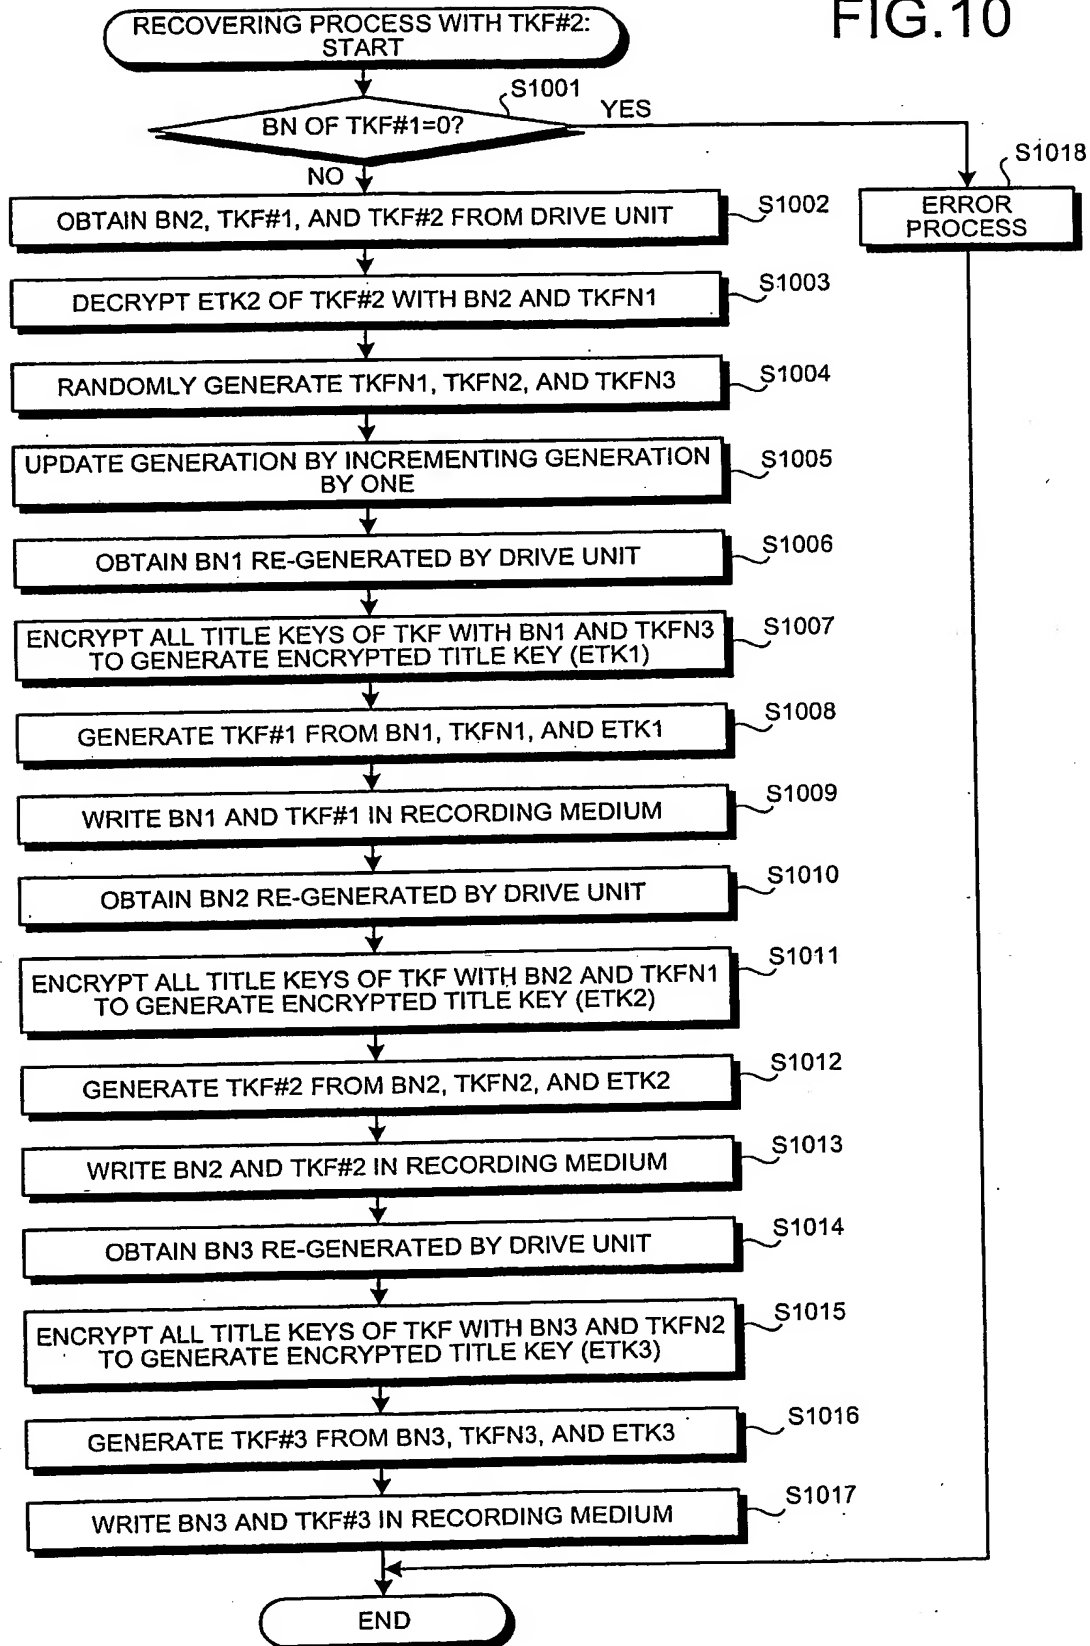 FIG.10
RECOVERING PROCESS WITH TKF#2:
START
S1001
BN OF TKF#1=0?
YES
NO
S1018
ERROR
PROCESS
OBTAIN BN2, TKF#1, AND TKF#2 FROM DRIVE UNIT
S1002
DECRYPT ETK2 OF TKF#2 WITH BN2 AND TKFN1
S1003
RANDOMLY GENERATE TKFN1, TKFN2, AND TKFN3
S1004
UPDATE GENERATION BY INCREMENTING GENERATION
BY ONE
S1005
OBTAIN BN1 RE-GENERATED BY DRIVE UNIT
S1006
ENCRYPT ALL TITLE KEYS OF TKF WITH BN1 AND TKFN3
TO GENERATE ENCRYPTED TITLE KEY (ETK1)
S1007
GENERATE TKF#1 FROM BN1, TKFN1, AND ETK1
S1008
WRITE BN1 AND TKF#1 IN RECORDING MEDIUM
S1009
OBTAIN BN2 RE-GENERATED BY DRIVE UNIT
S1010
ENCRYPT ALL TITLE KEYS OF TKF WITH BN2 AND TKFN1
TO GENERATE ENCRYPTED TITLE KEY (ETK2)
S1011
GENERATE TKF#2 FROM BN2, TKFN2, AND ETK2
S1012
WRITE BN2 AND TKF#2 IN RECORDING MEDIUM
S1013
OBTAIN BN3 RE-GENERATED BY DRIVE UNIT
S1014
ENCRYPT ALL TITLE KEYS OF TKF WITH BN3 AND TKFN2
TO GENERATE ENCRYPTED TITLE KEY (ETK3)
S1015
GENERATE TKF#3 FROM BN3, TKFN3, AND ETK3
S1016
WRITE BN3 AND TKF#3 IN RECORDING MEDIUM
S1017
END